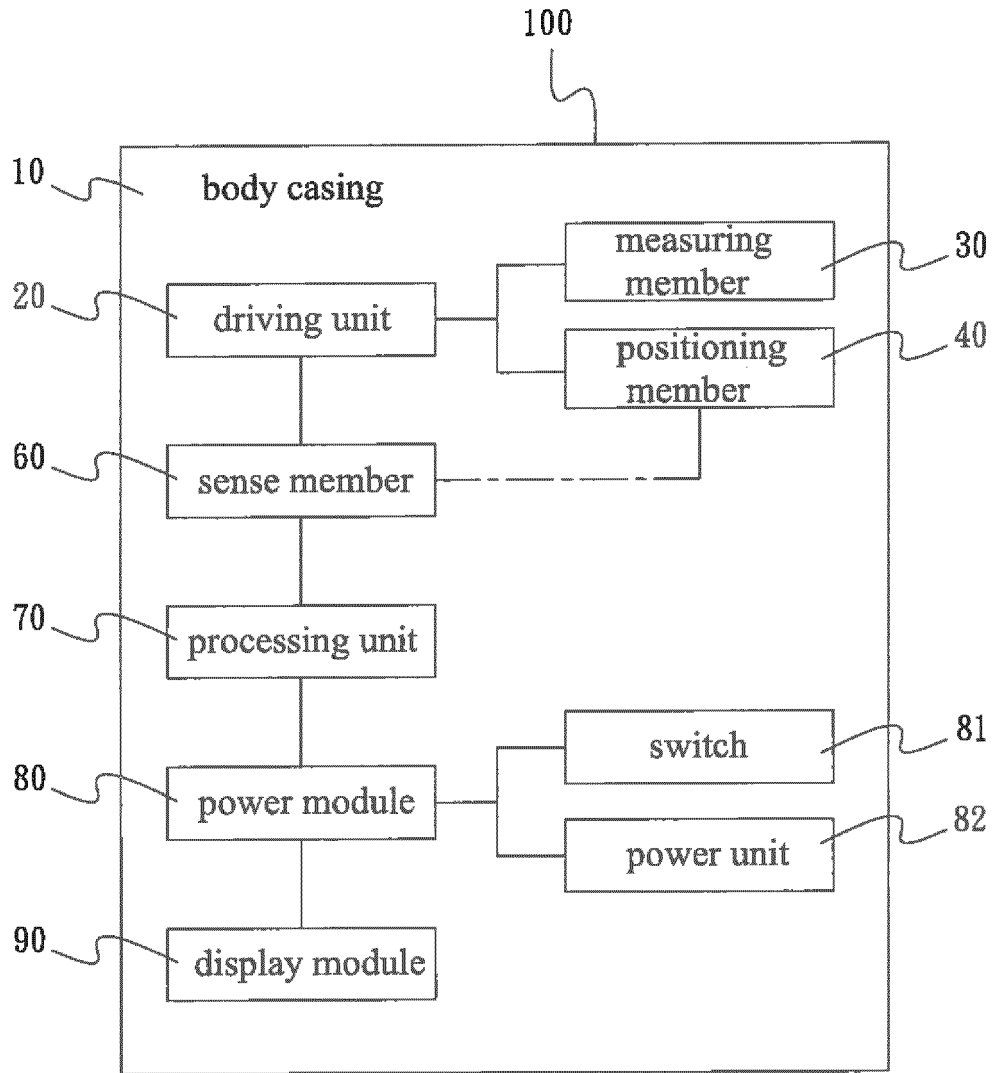 100
10
body casing
measuring
member
30
20
driving unit
positioning
member
40
60
sense member
70
processing unit
switch
81
80
power module
power unit
82
90
display module